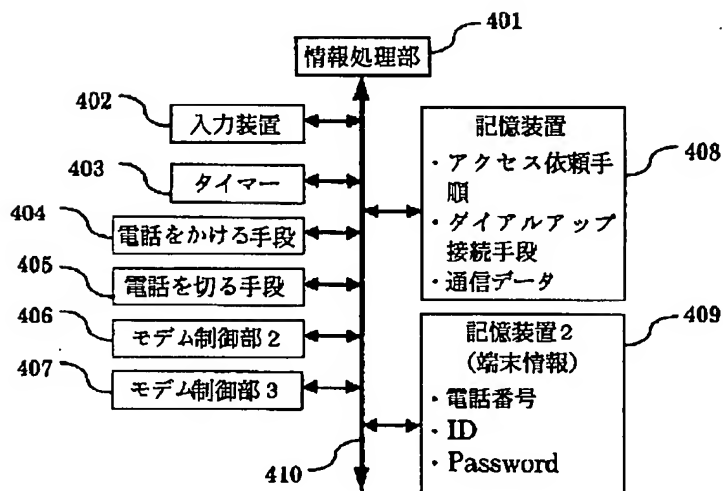 401
情報処理部
402
入力装置
403
タイマー
404
電話をかける手段
405
電話を切る手段
406
モデム制御部2
407
モデム制御部3
410
記憶装置
・アクセス依頼手
順
・ダイアルアップ
接続手段
・通信データ
408
記憶装置2
(端末情報)
・電話番号
・ID
・Password
409